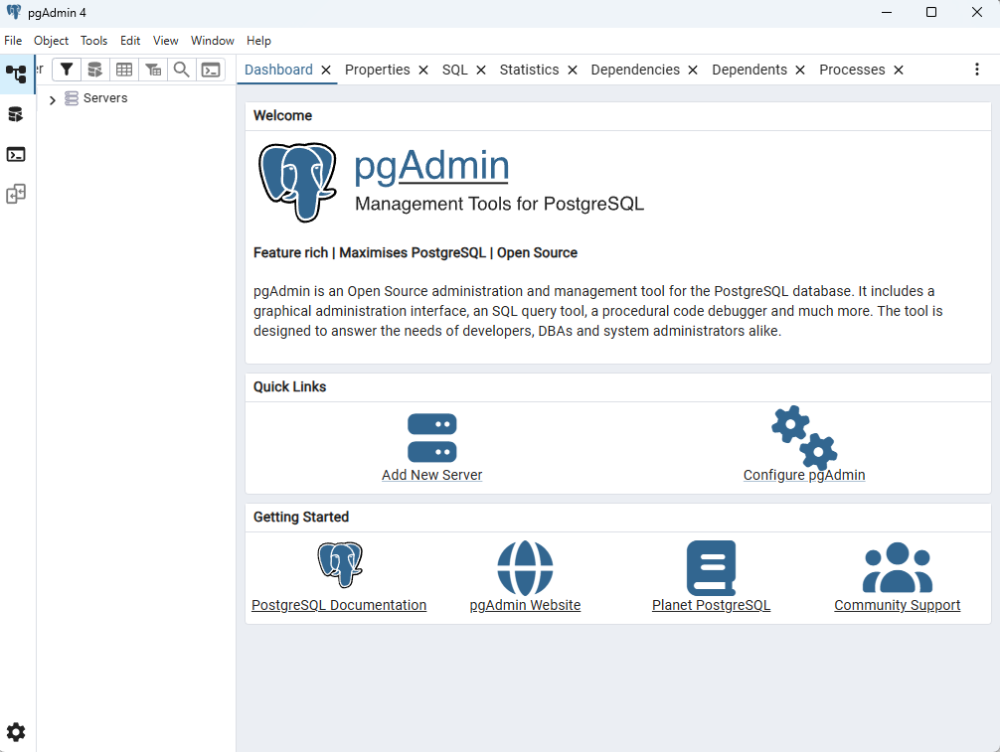 pgAdmin 4
File Object Tools Edit View Window Help
Dashboard Properties SQL Statistics Dependencies Dependents Processes
Servers
Welcome
pgAdmin
Management Tools for PostgreSQL
Feature rich | Maximises PostgreSQL | Open Source
pgAdmin is an Open Source administration and management tool for the PostgreSQL database. It includes a
graphical administration interface, an SQL query tool, a procedural code debugger and much more. The tool is
designed to answer the needs of developers, DBAs and system administrators alike.
Quick Links
Add New Server Configure pgAdmin
Getting Started
PostgreSQL Documentation pgAdmin Website Planet PostgreSQL Community Support